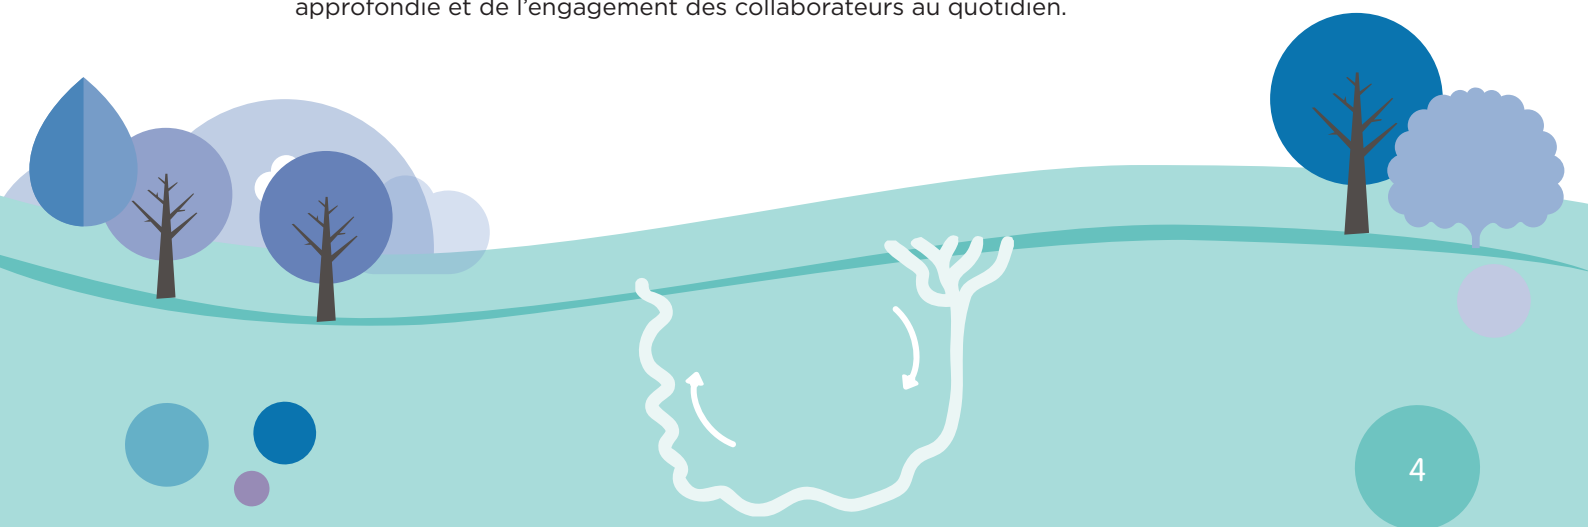 approfondie et de l’engagement des collaborateurs au quotidien.
4